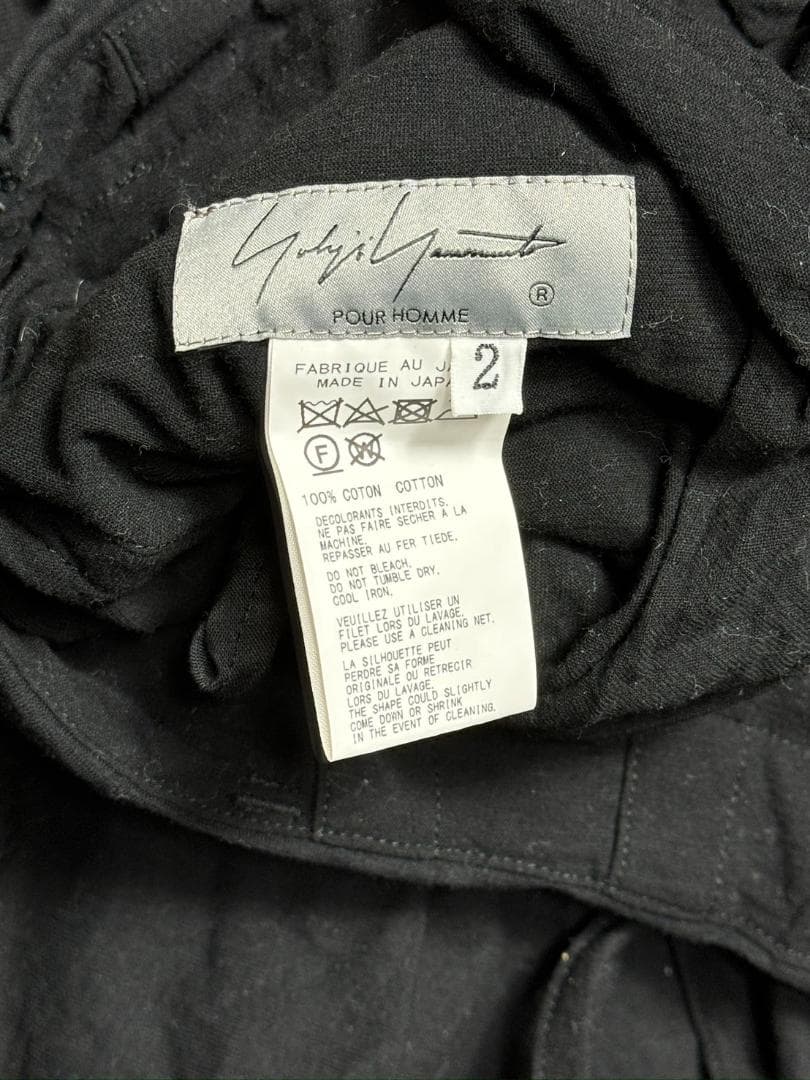 Yohji Yamamoto
®
POUR HOMME
2
FABRIQUE AU
MADE IN
F
W
100% COTON COTTON
DECOLORANTS INTERDITS.
NE PAS FAIRE SECHER A LA
MACHINE.
REPASSER AU FER TIEDE.
DO NOT BLEACH.
DO NOT TUMBLE DRY.
COOL IRON.
VEUILLEZ UTILISER UN
FILET LORS DU LAVAGE.
PLEASE USE A CLEANING NET.
LA SILHOUETTE PEUT
PERDRE SA FORME
ORIGINALE OU RETRECIR
LORS DU LAVAGE.
THE SHAPE COULD SLIGHTLY
COME DOWN OR SHRINK
IN THE EVENT OF CLEANING.